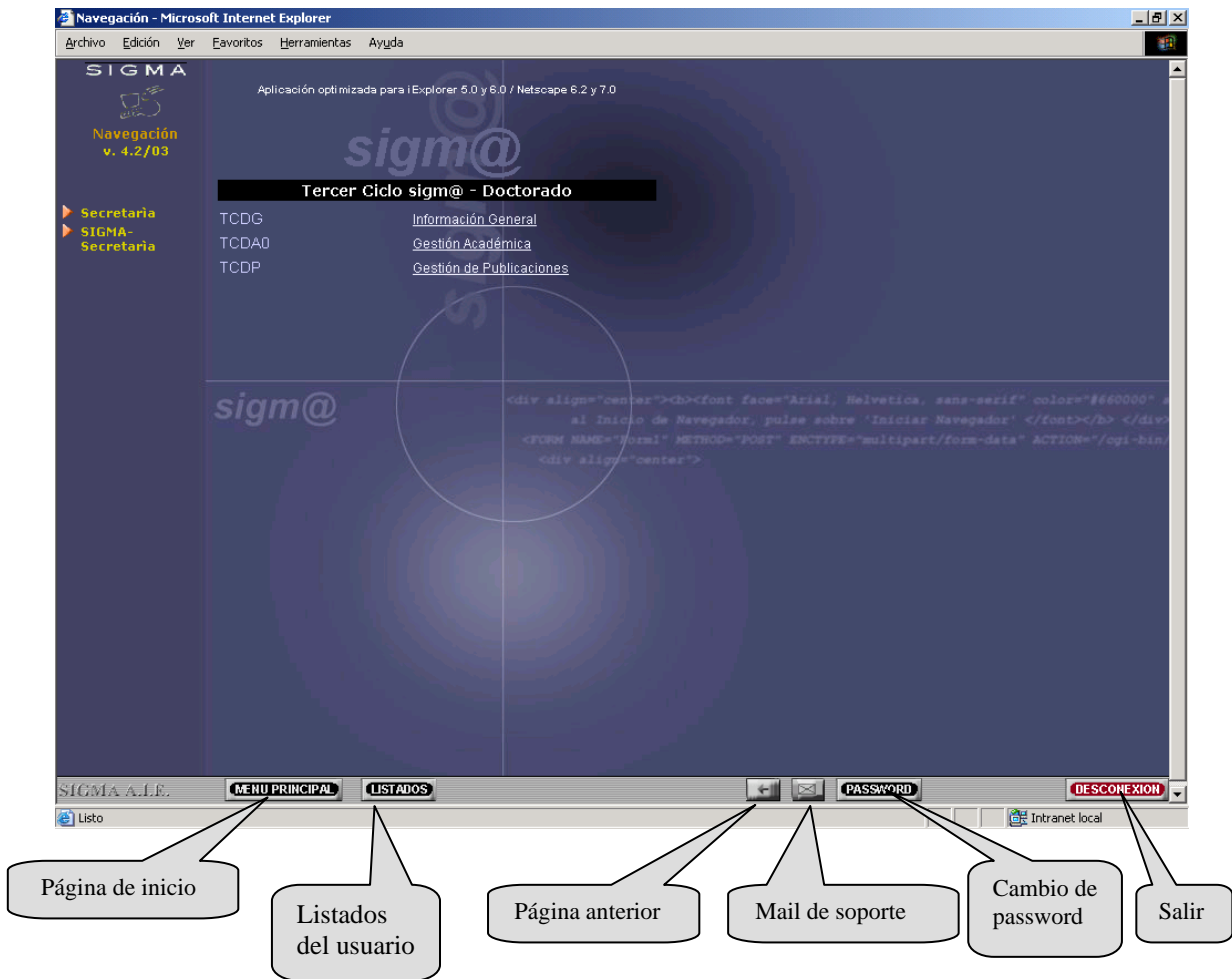 Navegación - Microsoft Internet Explorer
Archivo Edición Ver Favoritos Herramientas Ayuda
SIGMA
Navegación
v. 4.2/03
Secretarìa
SIGMA-
Secretarìa
Aplicación optimizada para iExplorer 5.0 y 6.0 / Netscape 6.2 y 7.0
sigm@
sigm@
Tercer Ciclo sigm@ - Doctorado
TCDG Información General
TCDA0 Gestión Académica
TCDP Gestión de Publicaciones
sigm@
<div align="center"><b><font face="Arial, Helvetica, sans-serif" color="#660000" s
al Inicio de Navegador, pulse sobre 'Iniciar Navegador' </font></b> </div>
<FORM NAME="Form1" METHOD="POST" ENCTYPE="multipart/form-data" ACTION="/cgi-bin/
<div align="center">
SIGMA A.I.E. MENU PRINCIPAL LISTADOS PASSWORD DESCONEXION
Listo Intranet local
Página de inicio
Listados
del usuario
Página anterior
Mail de soporte
Cambio de
password
Salir